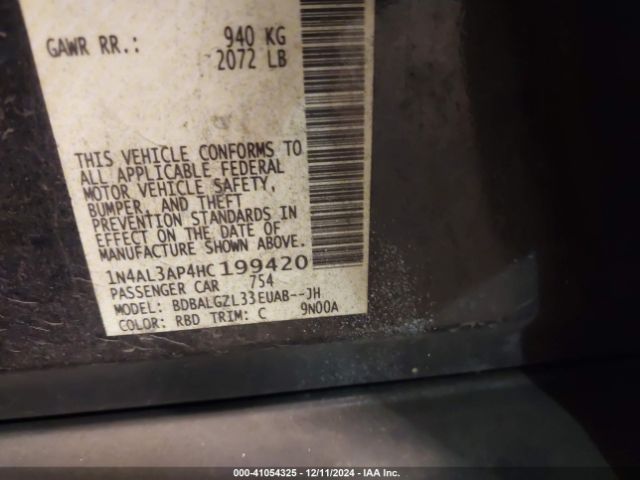 GAWR RR.: 940 KG
2072 LB
THIS VEHICLE CONFORMS TO
ALL APPLICABLE FEDERAL
MOTOR VEHICLE SAFETY,
BUMPER, AND THEFT
PREVENTION STANDARDS IN
EFFECT ON THE DATE OF
MANUFACTURE SHOWN ABOVE.
1N4AL3AP4HC199420
PASSENGER CAR 754
MODEL: BDBALGZL33EUAB--JH
COLOR: RBD TRIM: C 9N00A
000-41054325 - 12/11/2024 - IAA Inc.